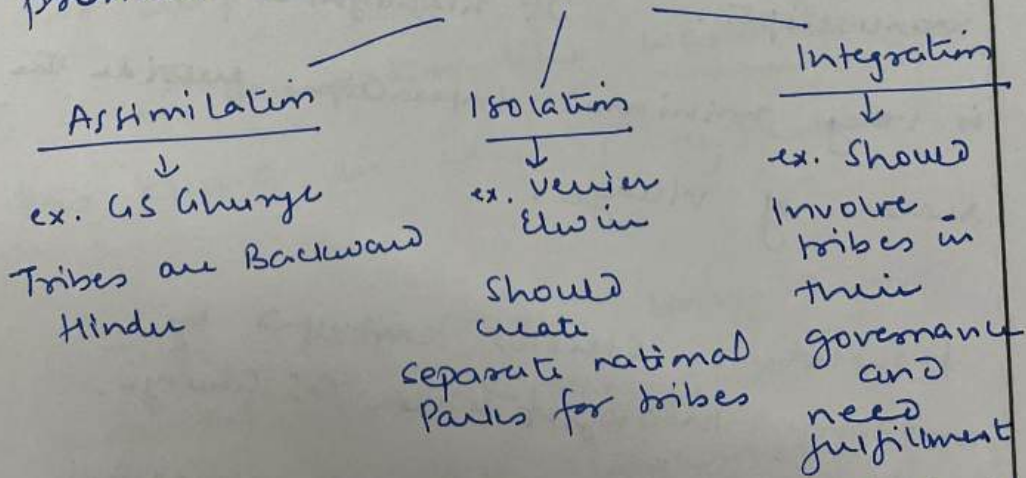 Assimilation
↓
ex. GS Ghurye
Tribes are Backward
Hindu
Isolation
↓
ex. Verrier
Elwin
Should
create
separate national
Parks for tribes
Integration
↓
ex. Should
Involve
tribes in
their
governance
and
need
fulfillment